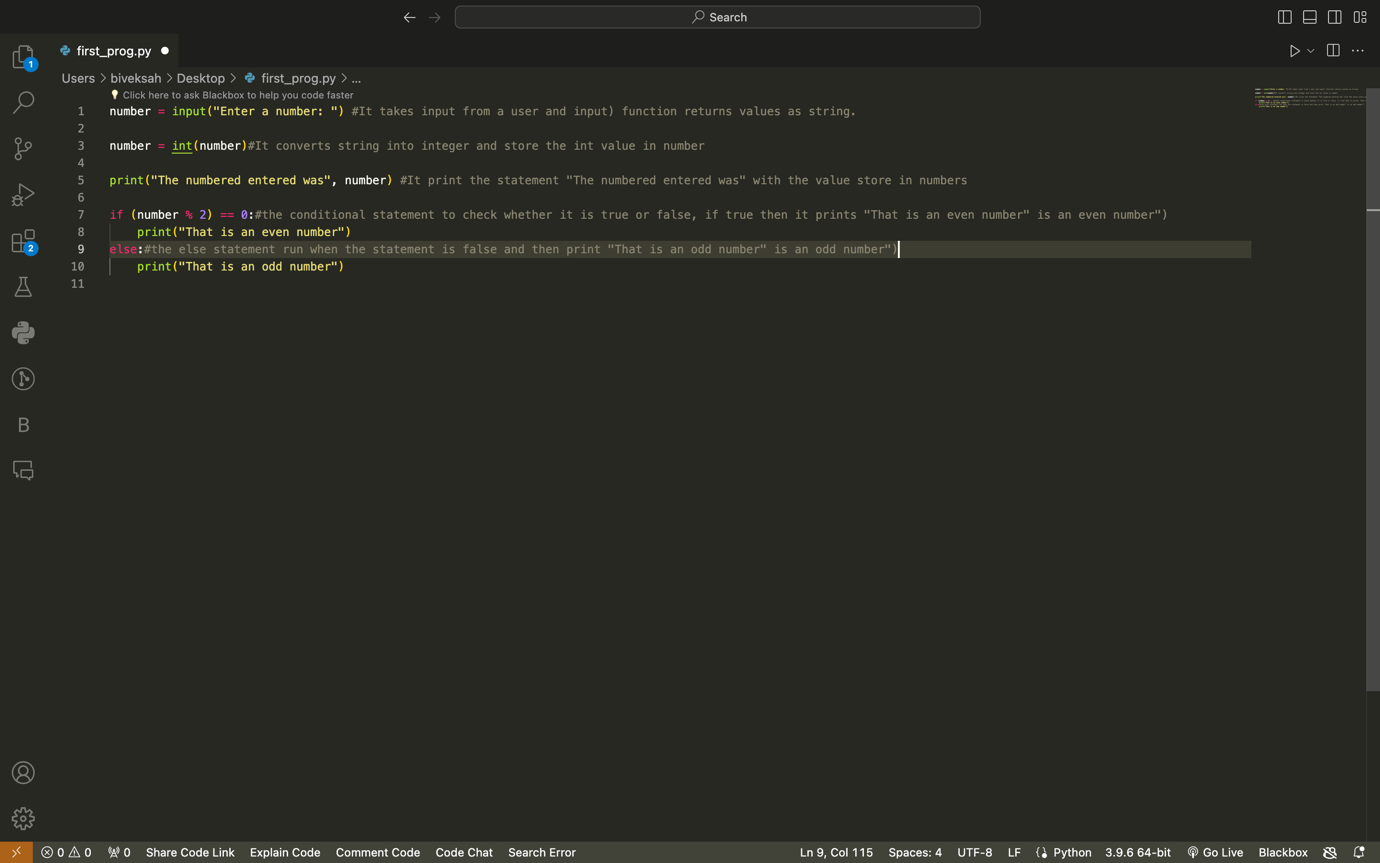 Search
1
first_prog.py
Users > biveksah > Desktop > first_prog.py > ...
Click here to ask Blackbox to help you code faster
1 number = input("Enter a number: ") #It takes input from a user and input) function returns values as string.
2
3 number = int(number)#It converts string into integer and store the int value in number
4
5 print("The numbered entered was", number) #It print the statement "The numbered entered was" with the value store in numbers
6
7 if (number % 2) == 0:#the conditional statement to check whether it is true or false, if true then it prints "That is an even number" is an even number")
8     print("That is an even number")
9 else:#the else statement run when the statement is false and then print "That is an odd number" is an odd number")
10     print("That is an odd number")
11
2
B
0 0 0 Share Code Link Explain Code Comment Code Code Chat Search Error Ln 9, Col 115 Spaces: 4 UTF-8 LF Python 3.9.6 64-bit Go Live Blackbox